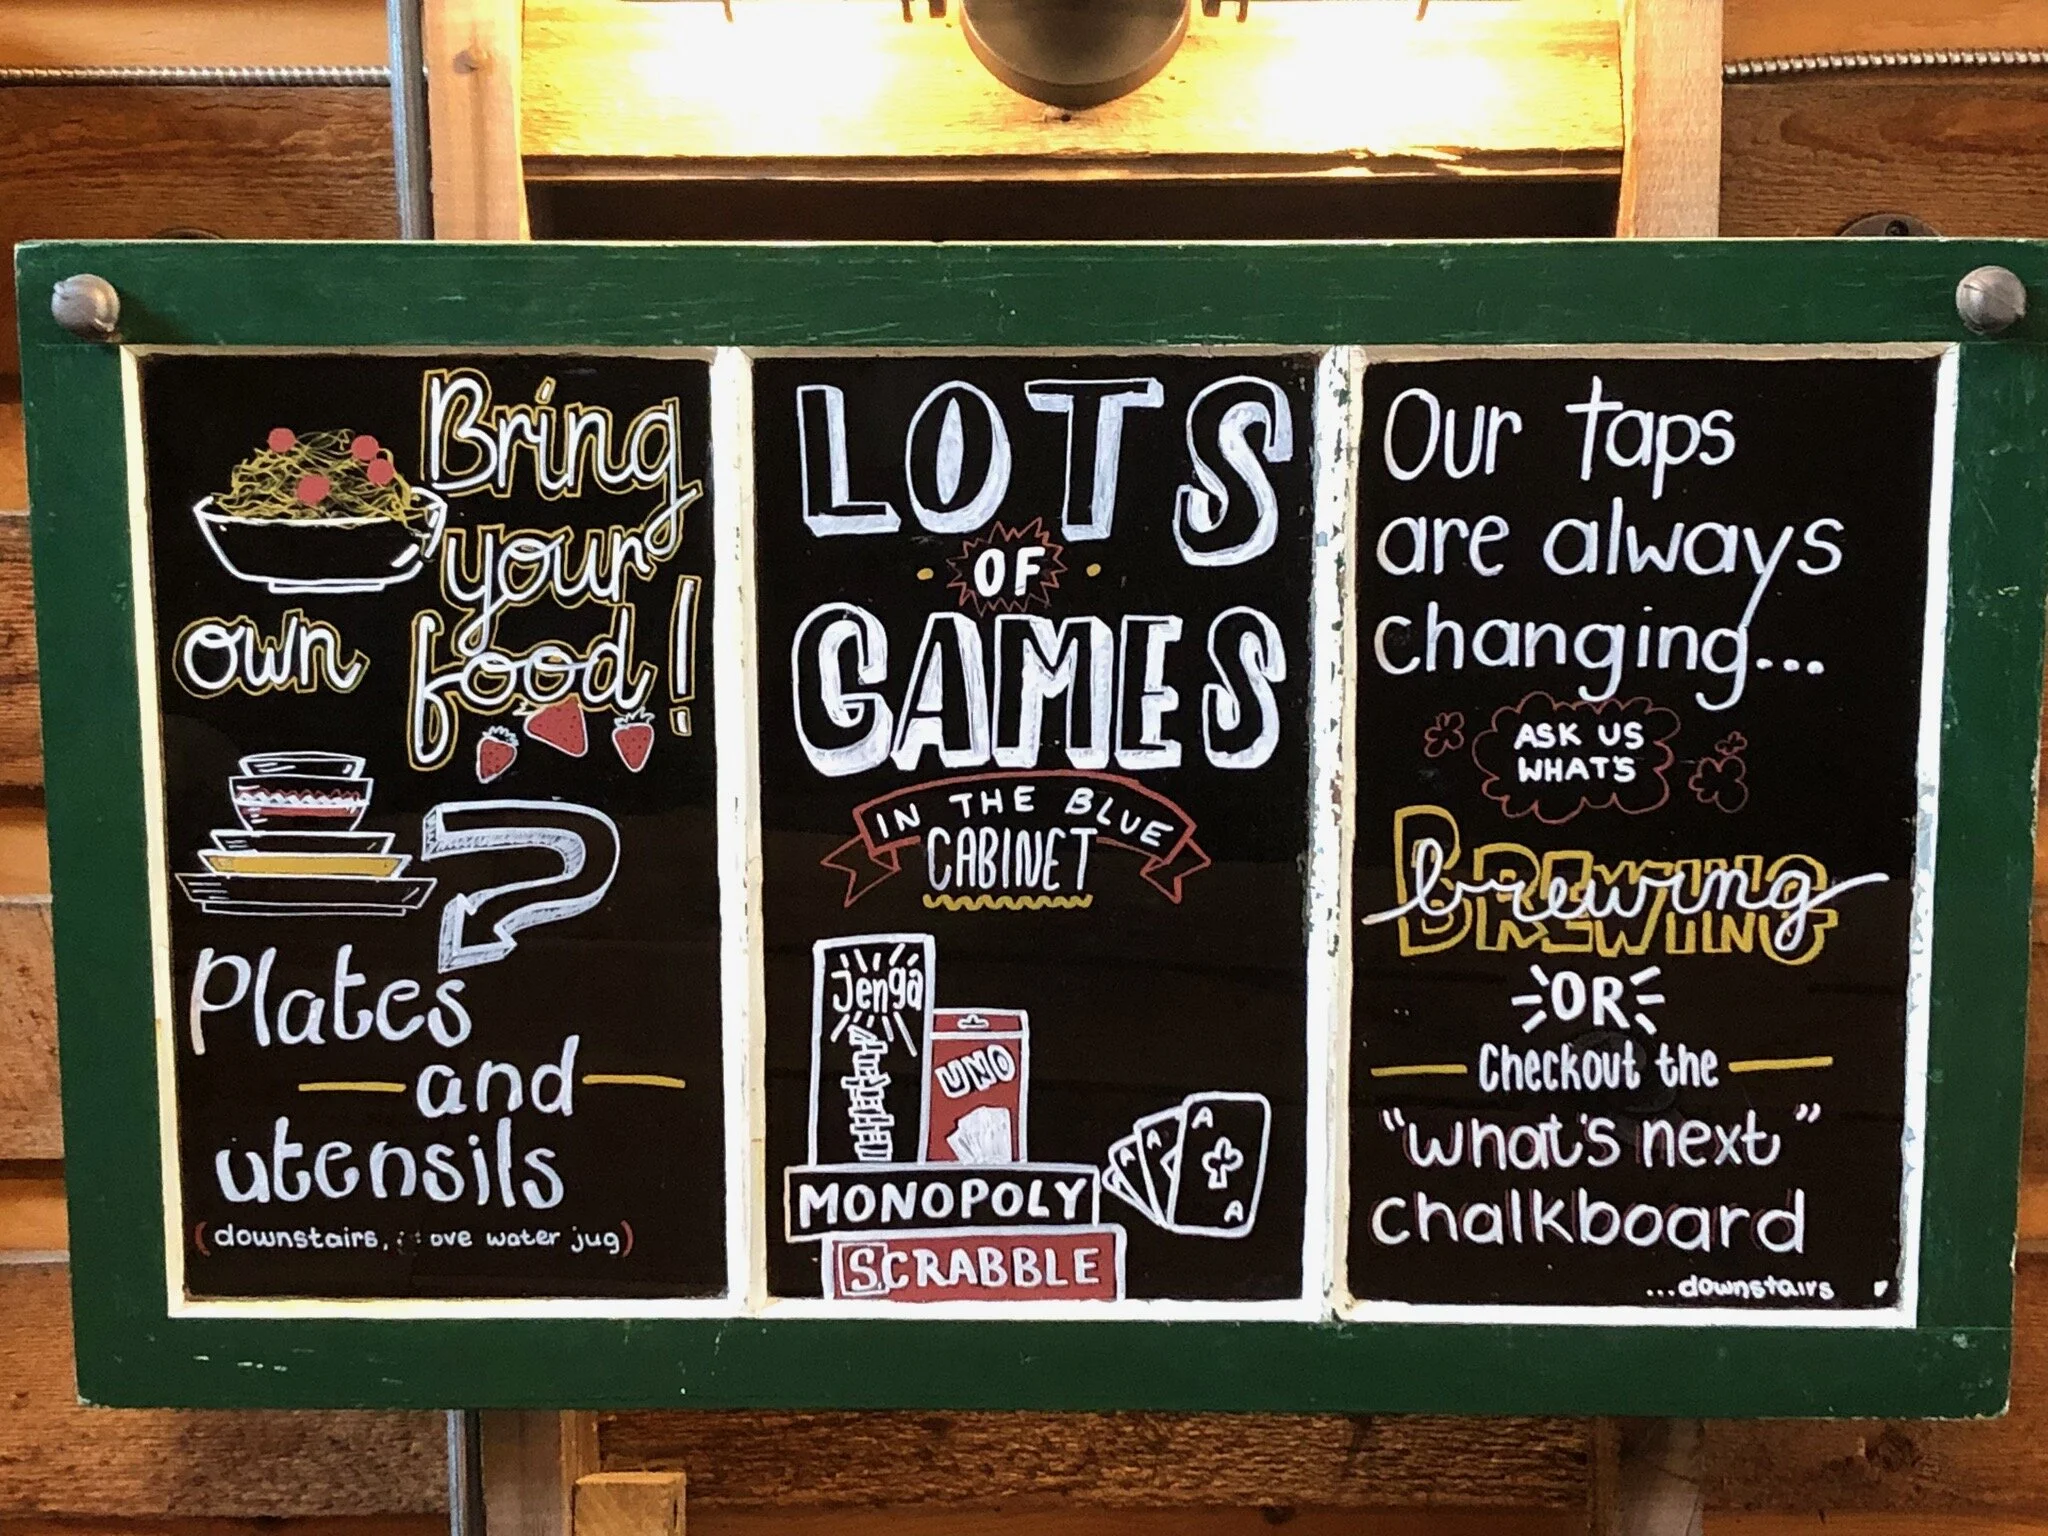 Bring
your
own food!
Plates
and
utensils
(downstairs, ove water jug)
LOTS
OF
GAMES
IN THE BLUE
CABINET
Jenga
UNO
MONOPOLY
SCRABBLE
A A A
A
Our taps
are always
changing...
ASK US
WHAT'S
BREWING
brewing
OR
Checkout the
"what's next"
chalkboard
...downstairs